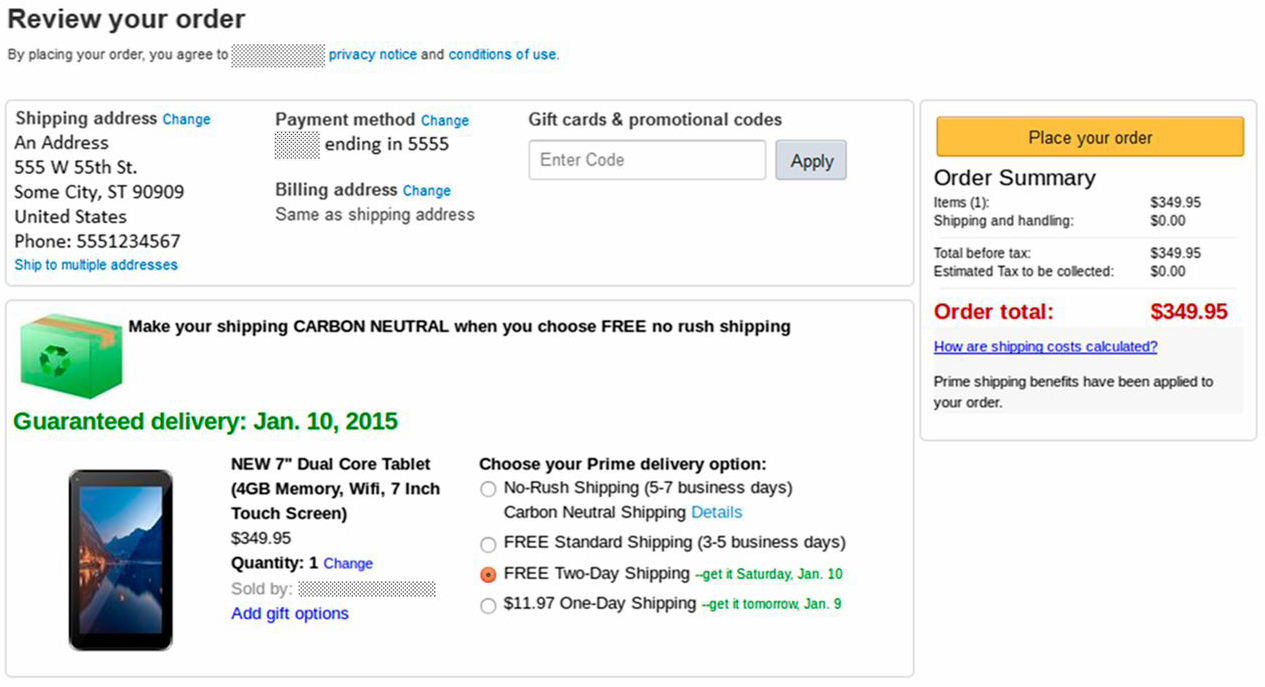 Review your order
By placing your order, you agree to privacy notice and conditions of use.
Shipping address Change
An Address
555 W 55th St.
Some City, ST 90909
United States
Phone: 5551234567
Ship to multiple addresses
Payment method Change
ending in 5555
Billing address Change
Same as shipping address
Gift cards & promotional codes
Enter Code
Apply
Place your order
Order Summary
Items (1): $349.95
Shipping and handling: $0.00
Total before tax: $349.95
Estimated Tax to be collected: $0.00
Order total: $349.95
How are shipping costs calculated?
Prime shipping benefits have been applied to
your order.
Make your shipping CARBON NEUTRAL when you choose FREE no rush shipping
Guaranteed delivery: Jan. 10, 2015
NEW 7" Dual Core Tablet
(4GB Memory, Wifi, 7 Inch
Touch Screen)
$349.95
Quantity: 1 Change
Sold by:
Add gift options
Choose your Prime delivery option:
No-Rush Shipping (5-7 business days)
Carbon Neutral Shipping Details
FREE Standard Shipping (3-5 business days)
FREE Two-Day Shipping --get it Saturday, Jan. 10
$11.97 One-Day Shipping --get it tomorrow, Jan. 9